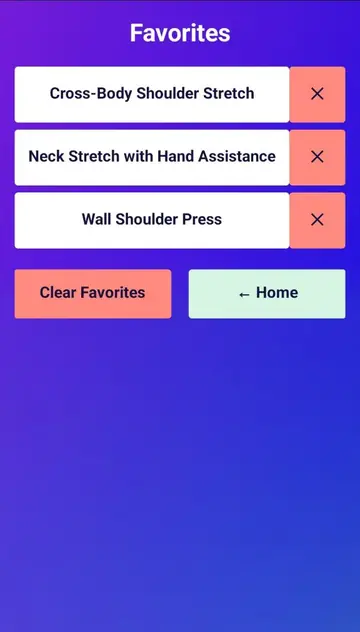 Favorites
Cross-Body Shoulder Stretch
Neck Stretch with Hand Assistance
Wall Shoulder Press
Clear Favorites
← Home